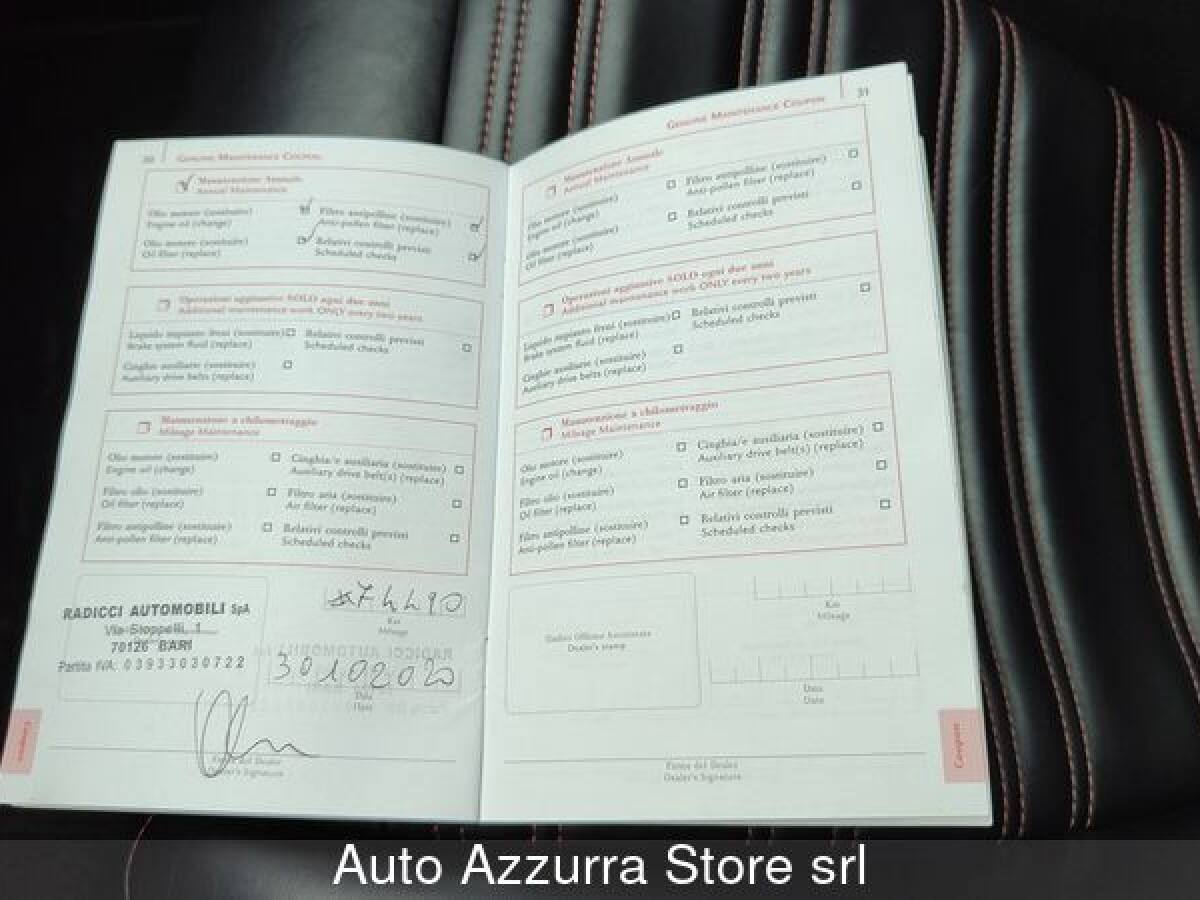 30 GENUINE MAINTENANCE COUPON
Manutenzione Annuale
Annual Maintenance
Olio motore (sostituire)
Engine oil (change)
Filtro antipolline (sostituire)
Anti-pollen filter (replace)
Olio motore (sostituire)
Oil filter (replace)
Relativi controlli previsti
Scheduled checks
Operazioni aggiuntive SOLO ogni due anni
Additional maintenance work ONLY every two years
Liquido impianto freni (sostituire)
Brake system fluid (replace)
Relativi controlli previsti
Scheduled checks
Cinghie ausiliarie (sostituire)
Auxiliary drive belts (replace)
Manutenzione a chilometraggio
Mileage Maintenance
Olio motore (sostituire)
Engine oil (change)
Cinghia/e ausiliaria (sostituire)
Auxiliary drive belt(s) (replace)
Filtro olio (sostituire)
Oil filter (replace)
Filtro aria (sostituire)
Air filter (replace)
Filtro antipolline (sostituire)
Anti-pollen filter (replace)
Relativi controlli previsti
Scheduled checks
RADICCI AUTOMOBILI SpA
Via Stoppelli, 1
70126 BARI
Partita IVA: 03933030722
74490
Km
Mileage
30102020
Data
Date
Firma del Dealer
Dealer's Signature
Coupons
GENUINE MAINTENANCE COUPON 31
Manutenzione Annuale
Annual Maintenance
Olio motore (sostituire)
Engine oil (change)
Filtro antipolline (sostituire)
Anti-pollen filter (replace)
Olio motore (sostituire)
Oil filter (replace)
Relativi controlli previsti
Scheduled checks
Operazioni aggiuntive SOLO ogni due anni
Additional maintenance work ONLY every two years
Liquido impianto freni (sostituire)
Brake system fluid (replace)
Relativi controlli previsti
Scheduled checks
Cinghie ausiliarie (sostituire)
Auxiliary drive belts (replace)
Manutenzione a chilometraggio
Mileage Maintenance
Olio motore (sostituire)
Engine oil (change)
Cinghia/e ausiliaria (sostituire)
Auxiliary drive belt(s) (replace)
Filtro olio (sostituire)
Oil filter (replace)
Filtro aria (sostituire)
Air filter (replace)
Filtro antipolline (sostituire)
Anti-pollen filter (replace)
Relativi controlli previsti
Scheduled checks
Timbro Officina Autorizzata
Dealer's stamp
Km
Mileage
Data
Date
Firma del Dealer
Dealer's Signature
Coupons
Auto Azzurra Store srl